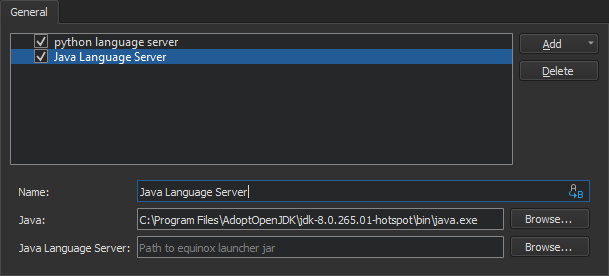 General
python language server
Java Language Server
Add
Delete
Name: Java Language Server
Java: C:\Program Files\AdoptOpenJDK\jdk-8.0.265.01-hotspot\bin\java.exe Browse...
Java Language Server: Path to equinox launcher jar Browse...